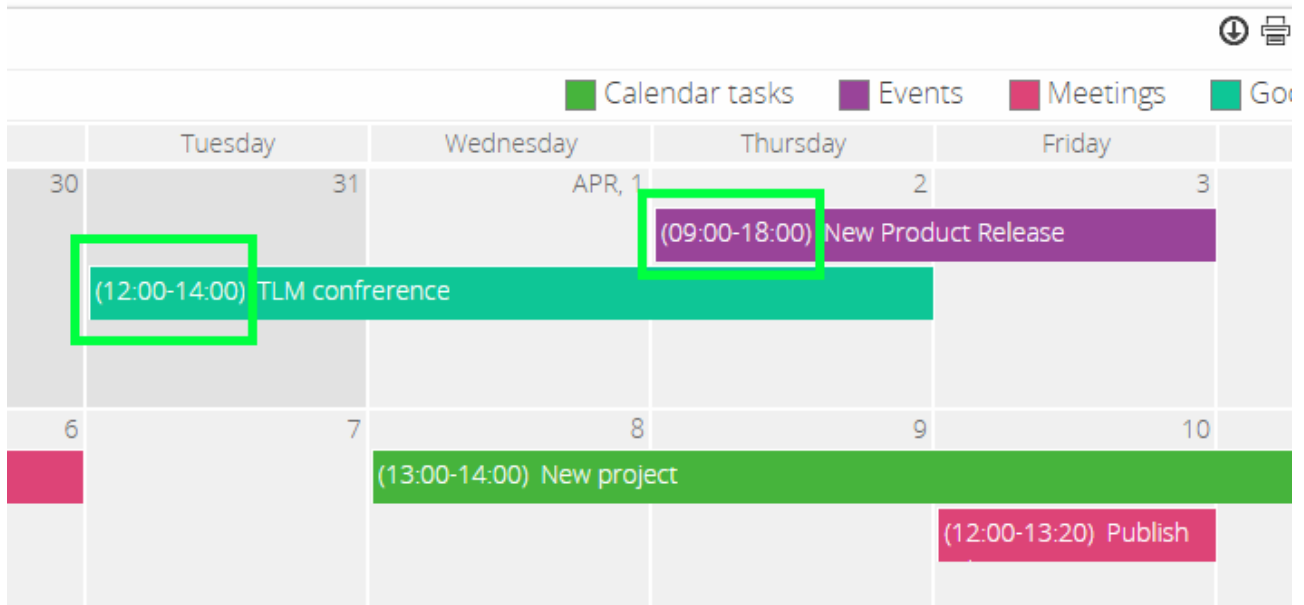 Calendar tasks Events Meetings
Tuesday Wednesday Thursday Friday
30 31 APR, 1 2 3
(09:00-18:00) New Product Release
(12:00-14:00) TLM confrerence
6 7 8 9 10
(13:00-14:00) New project
(12:00-13:20) Publish